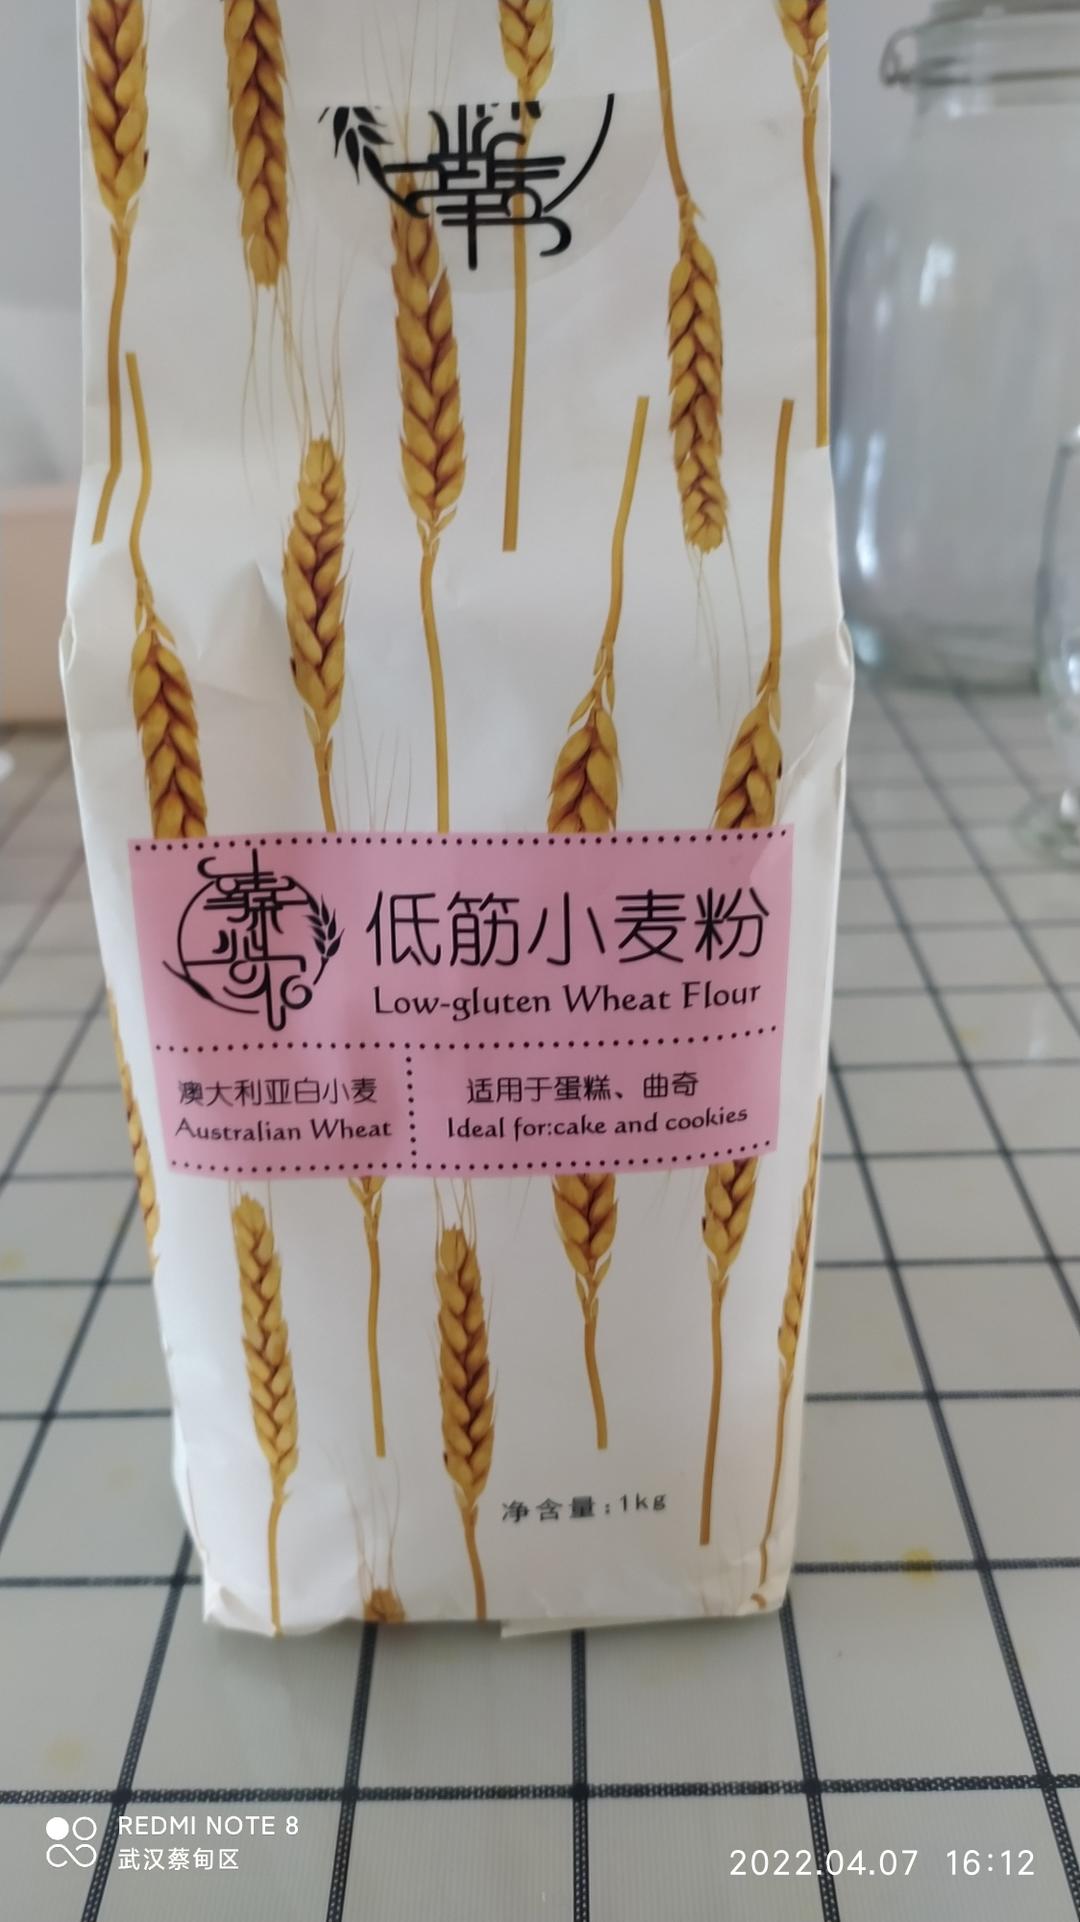 低筋小麦粉
Low-gluten Wheat Flour
澳大利亚白小麦
Australian Wheat
适用于蛋糕、曲奇
Ideal for:cake and cookies
净含量:1kg
REDMI NOTE 8
武汉蔡甸区
2022.04.07 16:12